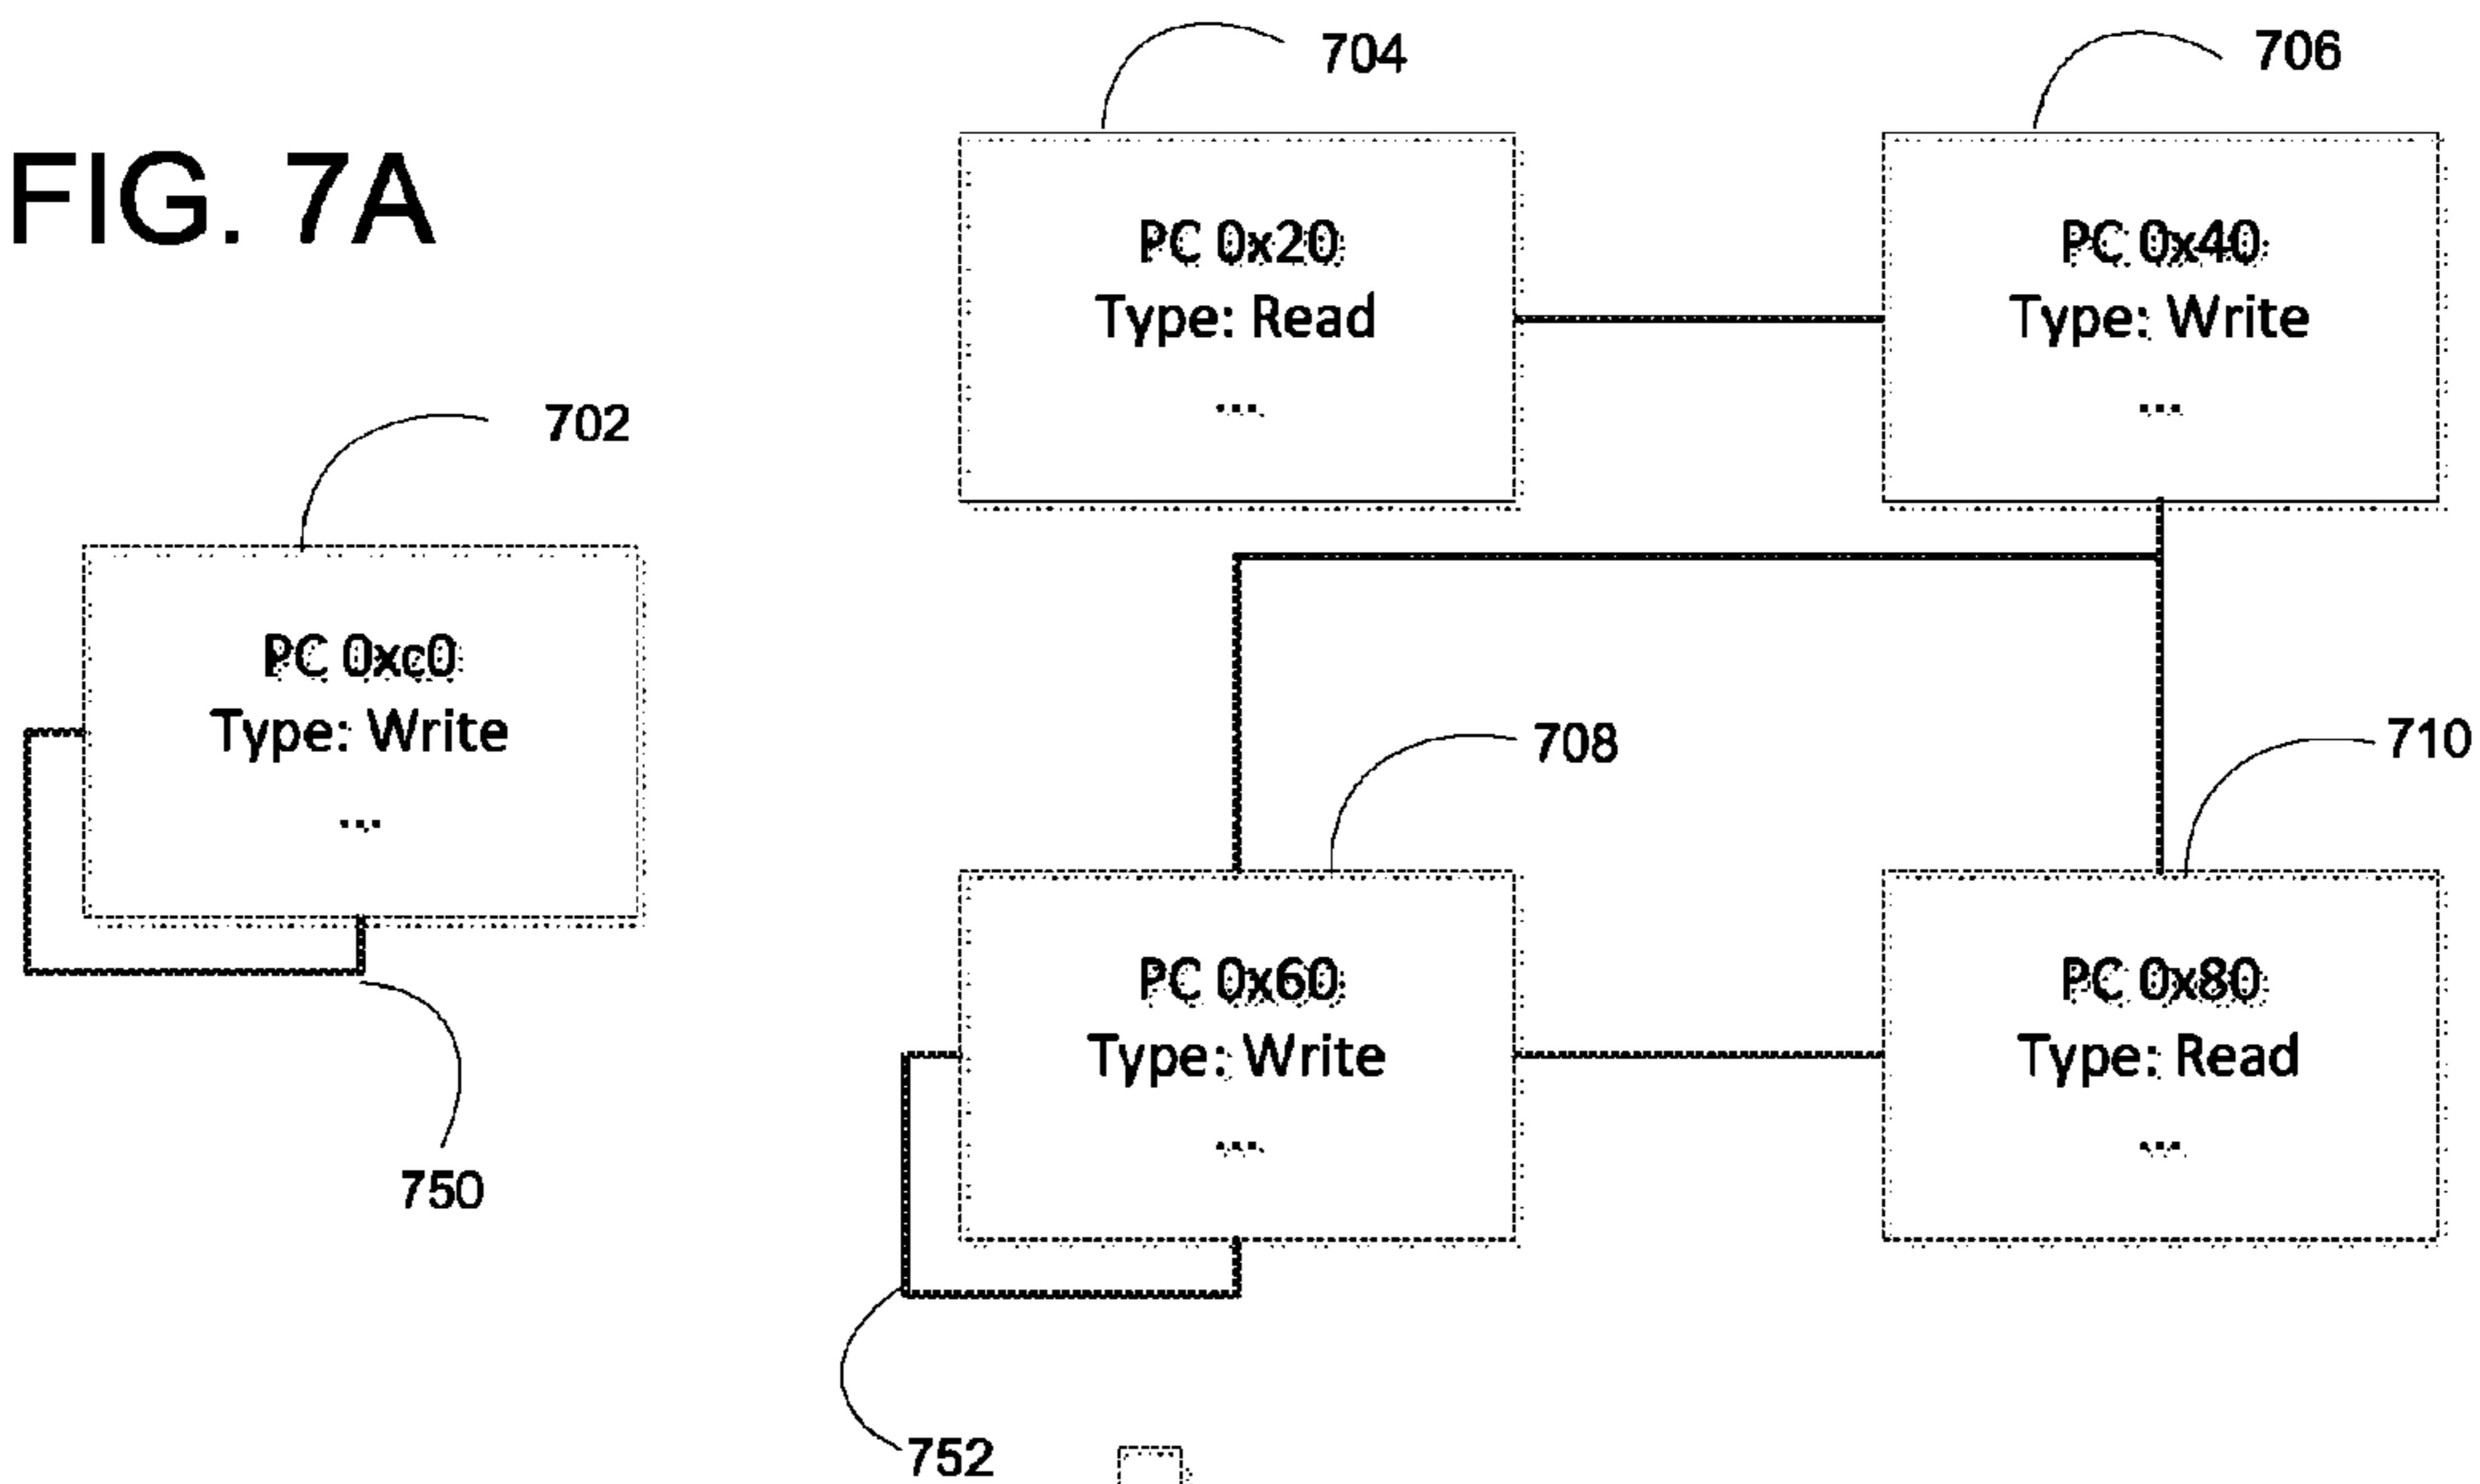 FIG. 7A
704
706
PC 0x20
Type: Read
...
PC 0x40
Type: Write
...
702
PC 0xc0
Type: Write
...
750
708
710
PC 0x60
Type: Write
...
PC 0x80
Type: Read
...
752